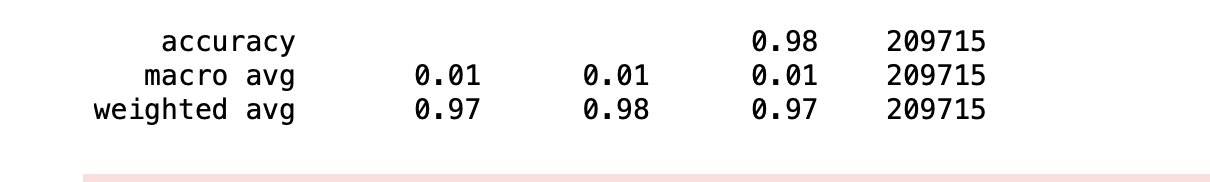 accuracy 0.98 209715
macro avg 0.01 0.01 0.01 209715
weighted avg 0.97 0.98 0.97 209715